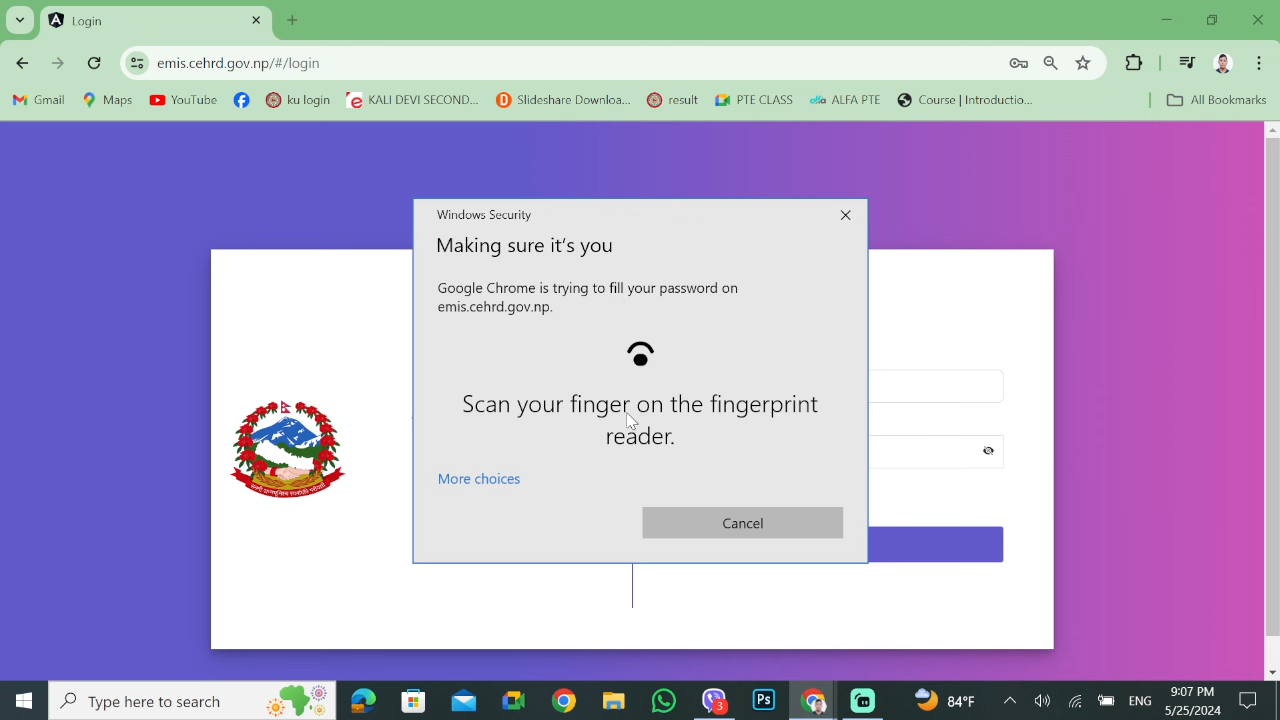 Login
emis.cehrd.gov.np/#/login
Gmail
Maps
YouTube
ku login
KALI DEVI SECOND...
Slideshare Downloa...
result
PTE CLASS
ALFA PTE
Course | Introductio...
All Bookmarks
Windows Security
Making sure it's you
Google Chrome is trying to fill your password on
emis.cehrd.gov.np.
Scan your finger on the fingerprint
reader.
More choices
Cancel
Type here to search
3
Ps
84°F
ENG
9:07 PM
5/25/2024